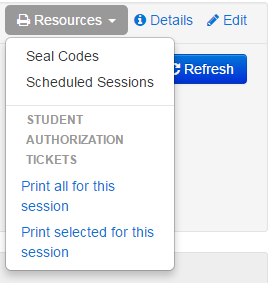 Resources Details Edit
Seal Codes
Scheduled Sessions
Refresh
STUDENT
AUTHORIZATION
TICKETS
Print all for this
session
Print selected for this
session